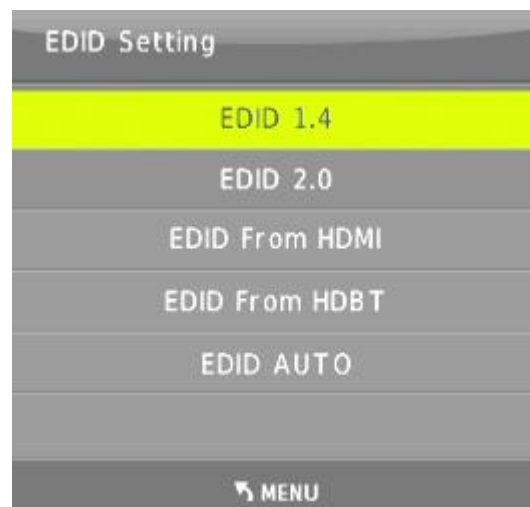 EDID Setting
EDID 1.4
EDID 2.0
EDID From HDMI
EDID From HDBT
EDID AUTO
MENU